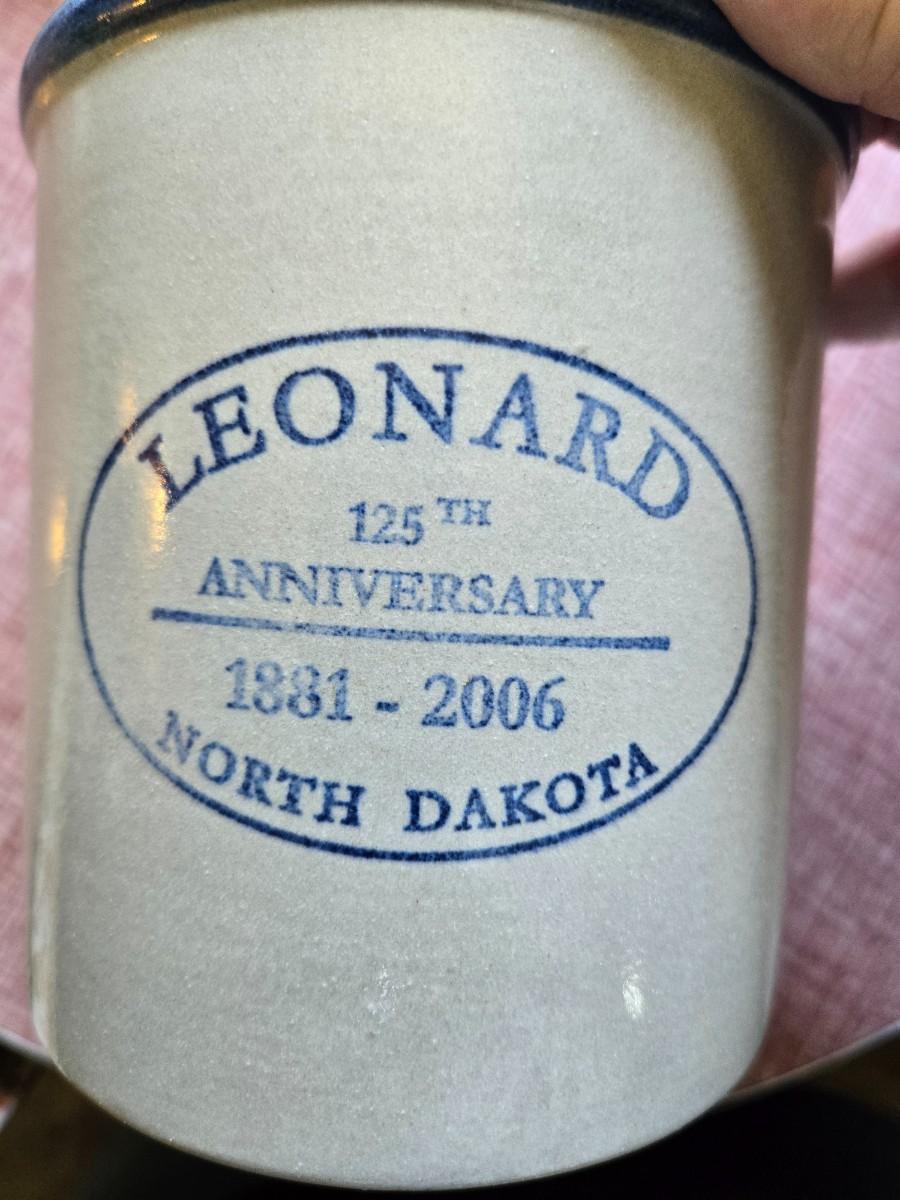 LEONARD
125TH
ANNIVERSARY
1881 - 2006
NORTH DAKOTA